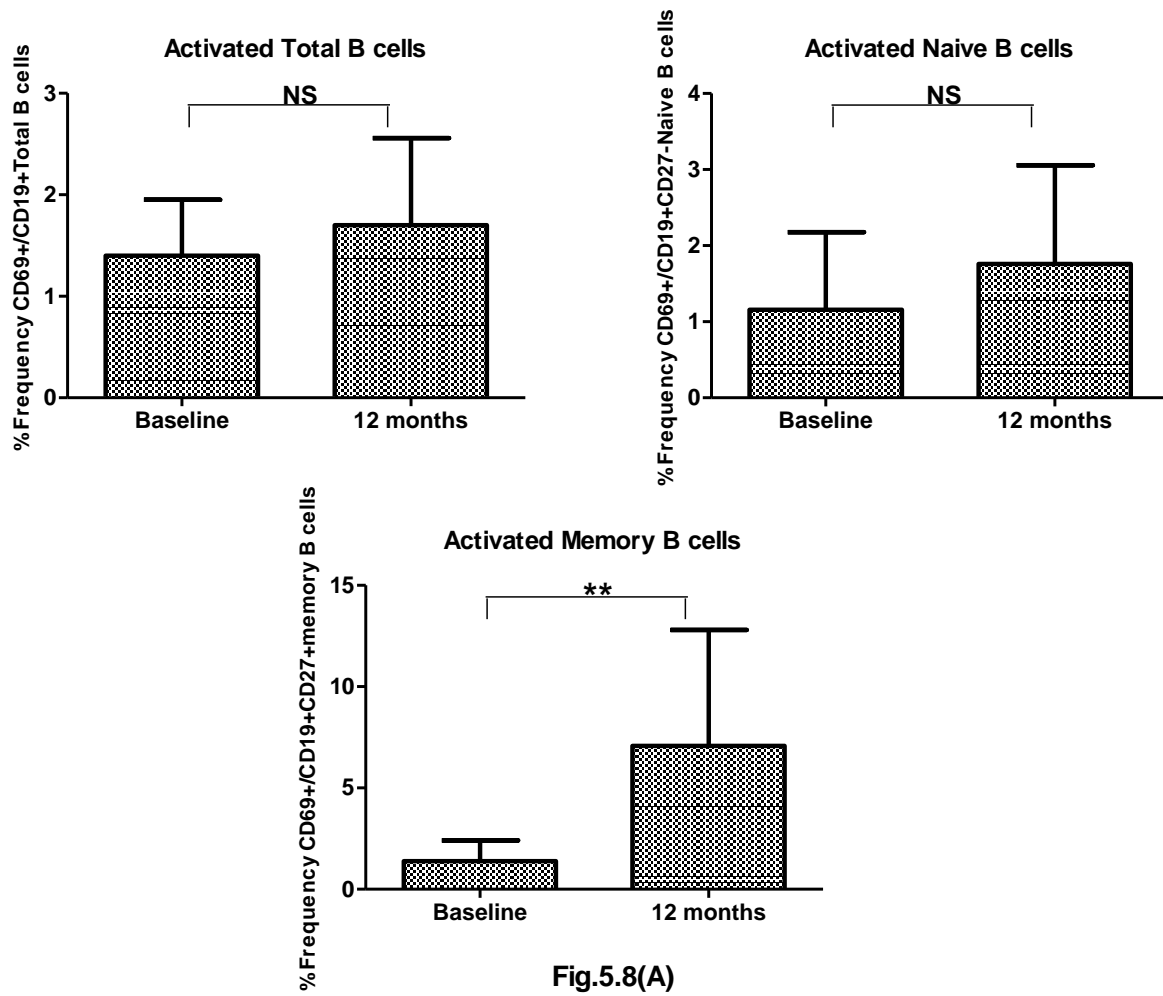 Activated Total B cells
%Frequency CD69+/CD19+Total B cells
3
2
1
0
NS
Baseline
12 months
Activated Naive B cells
%Frequency CD69+/CD19+CD27-Naive B cells
4
3
2
1
0
NS
Baseline
12 months
Activated Memory B cells
%Frequency CD69+/CD19+CD27+memory B cells
15
10
5
0
**
Baseline
12 months
Fig.5.8(A)